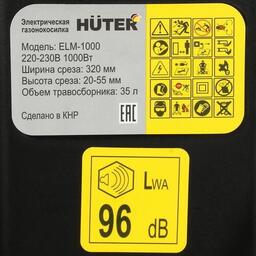 Электрическая
газонокосилка
HÜTER
Модель: ELM-1000
220-230В 1000Вт
Ширина среза: 320 мм
Высота среза: 20-55 мм
Объем травосборника: 35 л
Сделано в КНР
EAC
LWA
96 dB